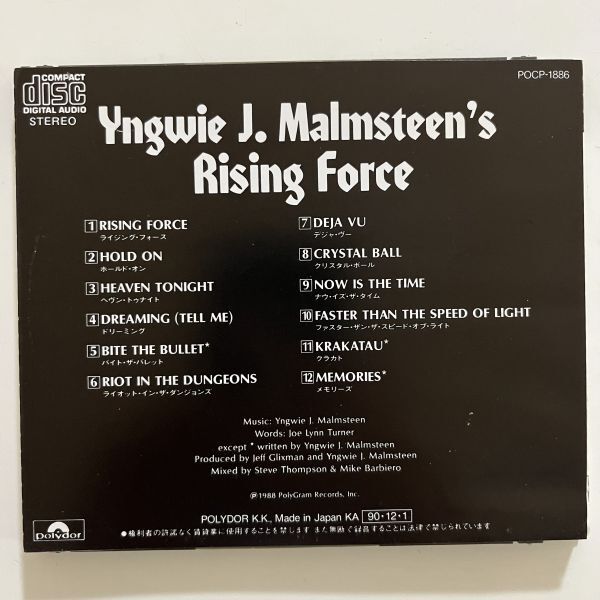 COMPACT
disc
DIGITAL AUDIO
STEREO
POCP-1886
Yngwie J. Malmsteen's
Rising Force
1 RISING FORCE
ライジング・フォース
2 HOLD ON
ホールド・オン
3 HEAVEN TONIGHT
ヘヴン・トゥナイト
4 DREAMING (TELL ME)
ドリーミング
5 BITE THE BULLET*
バイト・ザ・バレット
6 RIOT IN THE DUNGEONS
ライオット・イン・ザ・ダンジョンズ
7 DEJA VU
デジャ・ヴー
8 CRYSTAL BALL
クリスタル・ボール
9 NOW IS THE TIME
ナウ・イズ・ザ・タイム
10 FASTER THAN THE SPEED OF LIGHT
ファスター・ザン・ザ・スピード・オブ・ライト
11 KRAKATAU*
クラカト
12 MEMORIES*
メモリーズ
Music: Yngwie J. Malmsteen
Words: Joe Lynn Turner
except * written by Yngwie J. Malmsteen
Produced by Jeff Glixman and Yngwie J. Malmsteen
Mixed by Steve Thompson & Mike Barbiero
℗1988 PolyGram Records, Inc.
Polydor
POLYDOR K.K., Made in Japan KA 90・12・1
●権利者の許諾なく賃貸業に使用することを禁じます また無断で録音することは法律で禁じられています